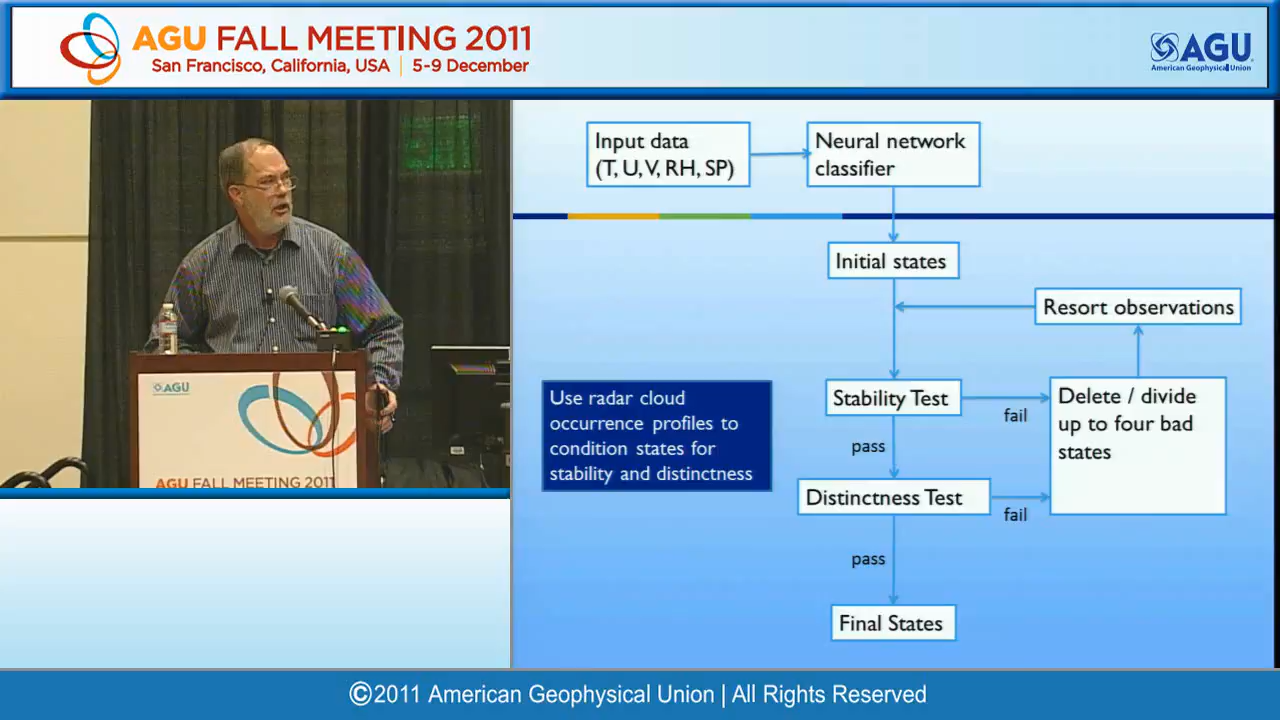 AGU FALL MEETING 2011
San Francisco, California, USA | 5-9 December
AGU
American Geophysical Union
Input data
(T, U, V, RH, SP)
Neural network
classifier
Initial states
Resort observations
Use radar cloud
occurrence profiles to
condition states for
stability and distinctness
Stability Test
fail
Delete / divide
up to four bad
states
pass
Distinctness Test
fail
pass
Final States
AGU
AGU FALL MEETING 2011
©2011 American Geophysical Union | All Rights Reserved